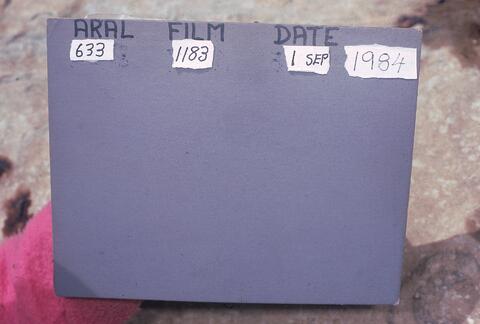 ARAL FILM DATE
633 1183 1 SEP 1984